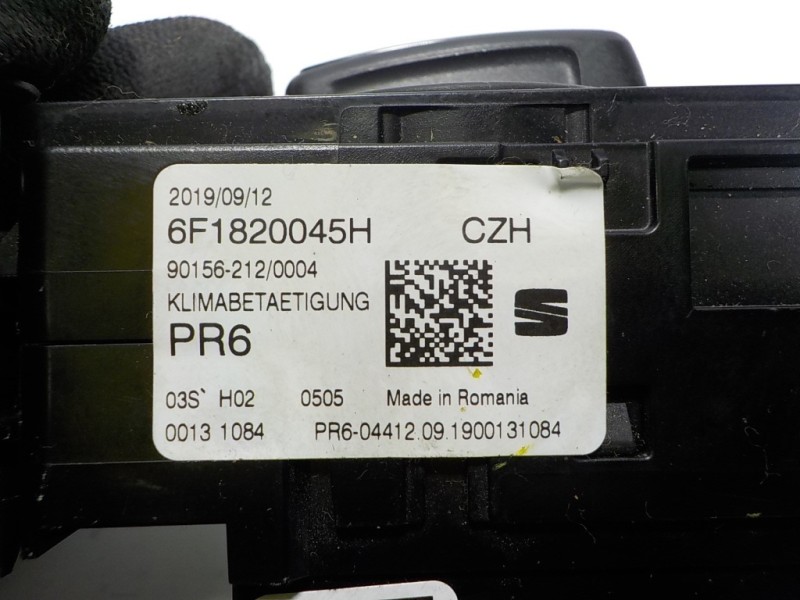 2019/09/12
6F1820045H CZH
90156-212/0004
KLIMABETAETIGUNG
PR6
03S` H02 0505 Made in Romania
0013 1084 PR6-04412.09.1900131084